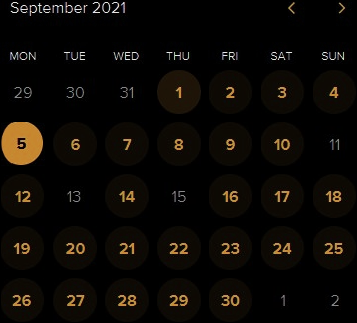 September 2021
MON TUE WED THU FRI SAT SUN
29 30 31 1 2 3 4
5 6 7 8 9 10 11
12 13 14 15 16 17 18
19 20 21 22 23 24 25
26 27 28 29 30 1 2